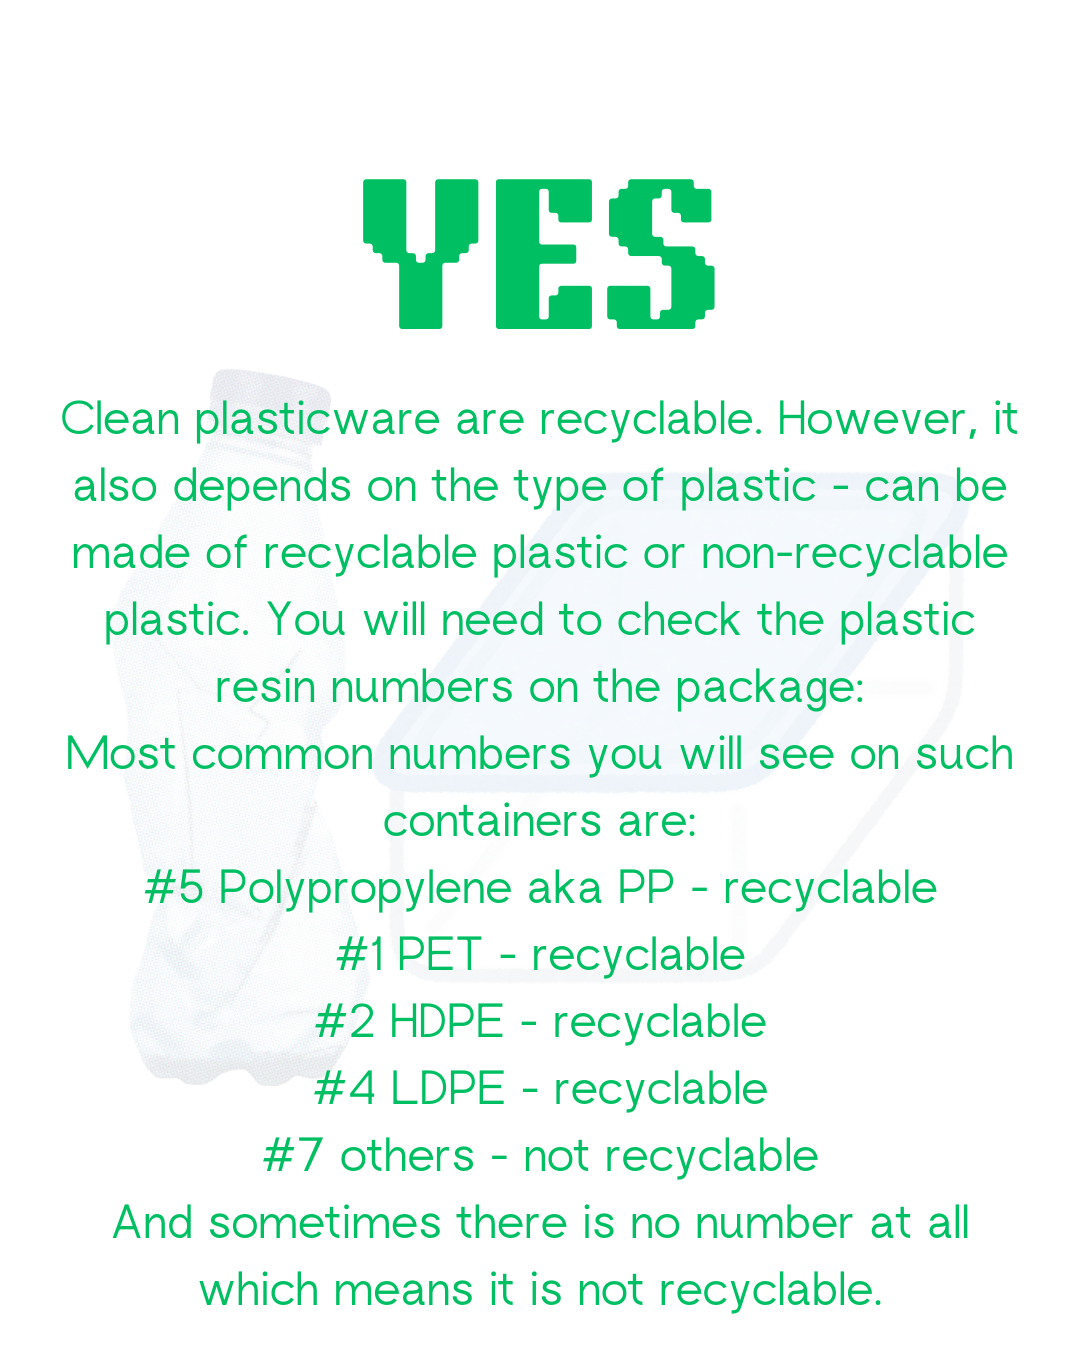 YES
Clean plasticware are recyclable. However, it
also depends on the type of plastic - can be
made of recyclable plastic or non-recyclable
plastic. You will need to check the plastic
resin numbers on the package:
Most common numbers you will see on such
containers are:
#5 Polypropylene aka PP - recyclable
#1 PET - recyclable
#2 HDPE - recyclable
#4 LDPE - recyclable
#7 others - not recyclable
And sometimes there is no number at all
which means it is not recyclable.